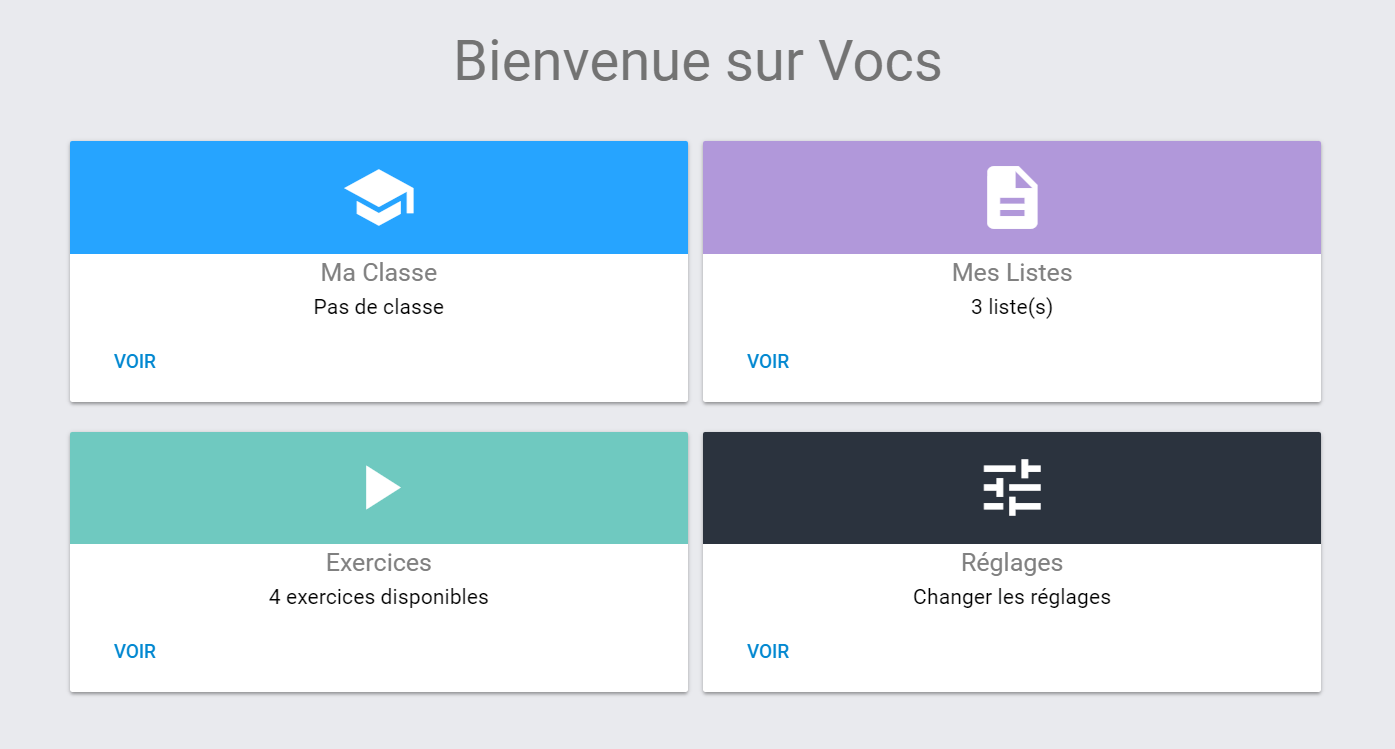 Bienvenue sur Vocs
Ma Classe
Pas de classe
VOIR
Mes Listes
3 liste(s)
VOIR
Exercices
4 exercices disponibles
VOIR
Réglages
Changer les réglages
VOIR